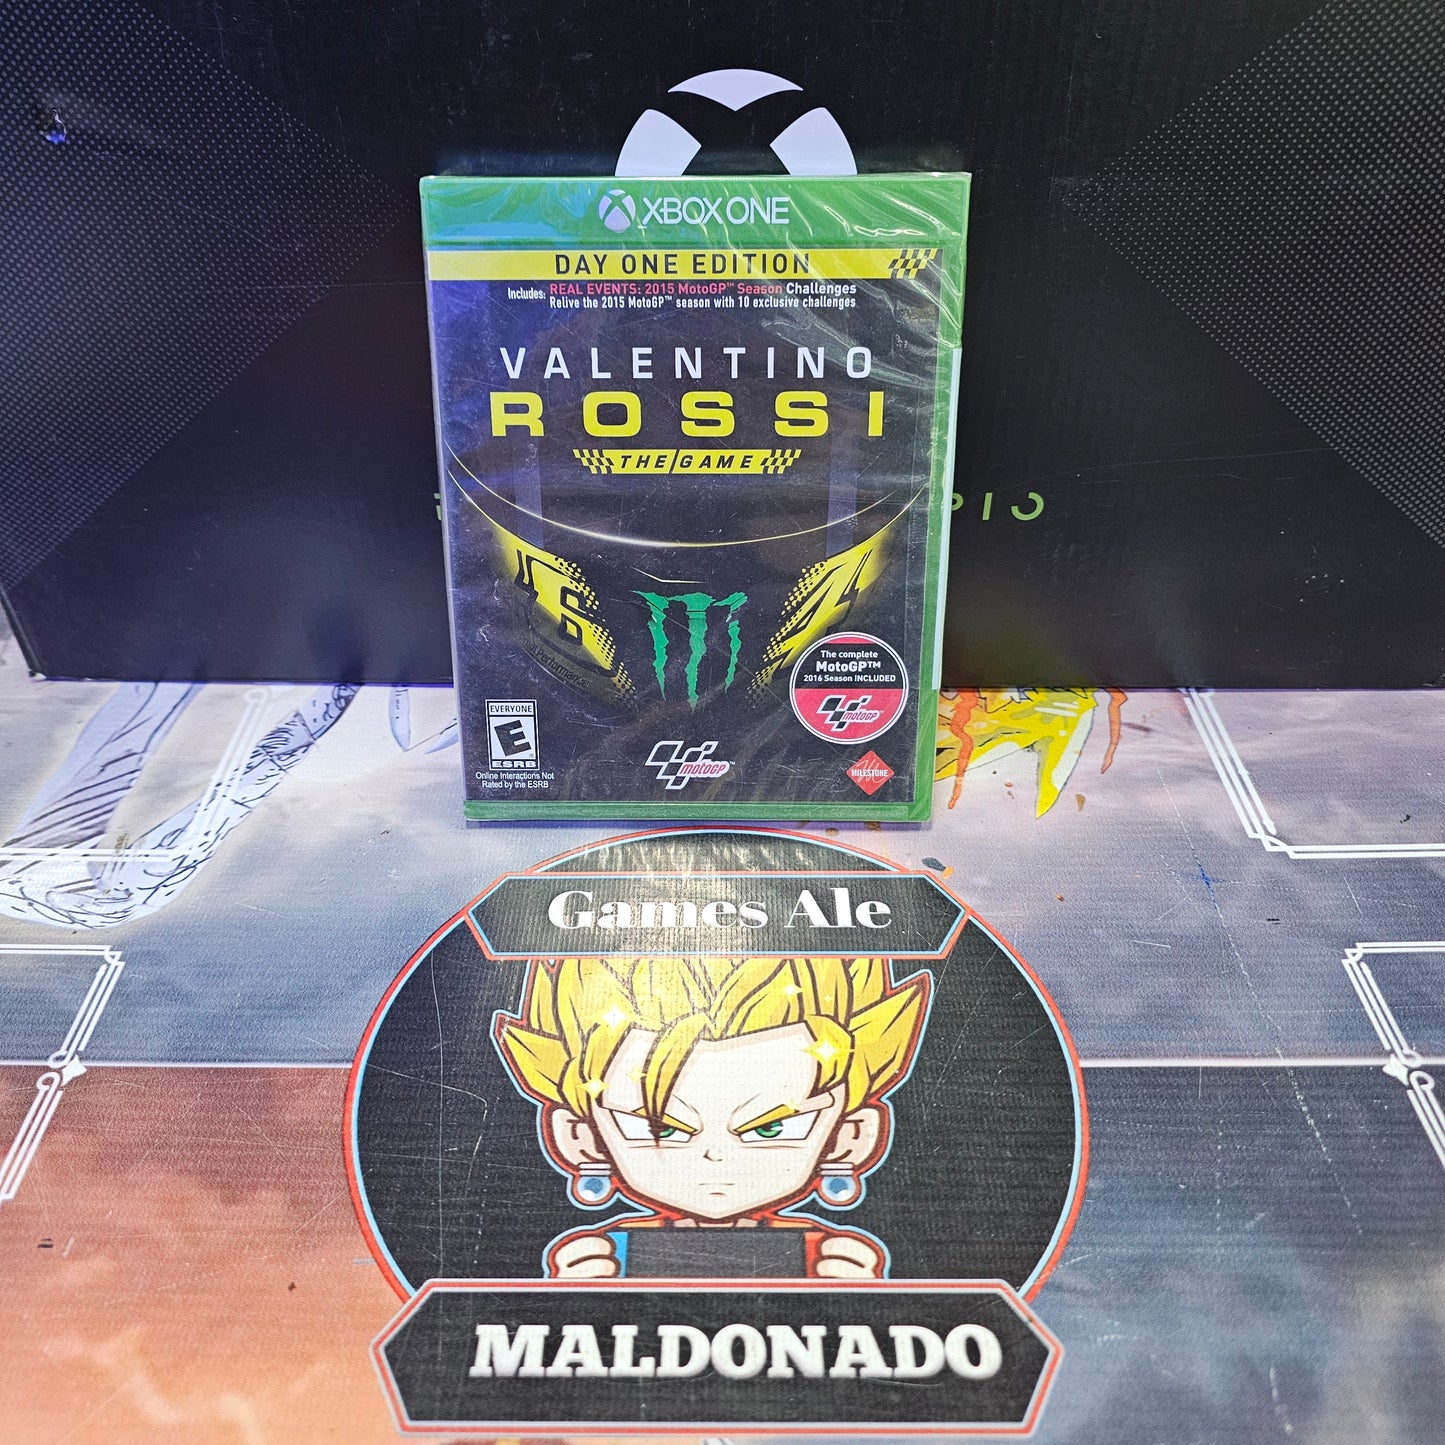 XBOX ONE
DAY ONE EDITION
Includes: REAL EVENTS: 2015 MotoGP™ Season Challenges
Relive the 2015 MotoGP™ season with 10 exclusive challenges
VALENTINO
ROSSI
THE GAME
The complete
MotoGP™
2016 Season INCLUDED
motoGP
EVERYONE
E
ESRB
Online Interactions Not
Rated by the ESRB
motoGP™
MILESTONE
Games Ale
MALDONADO